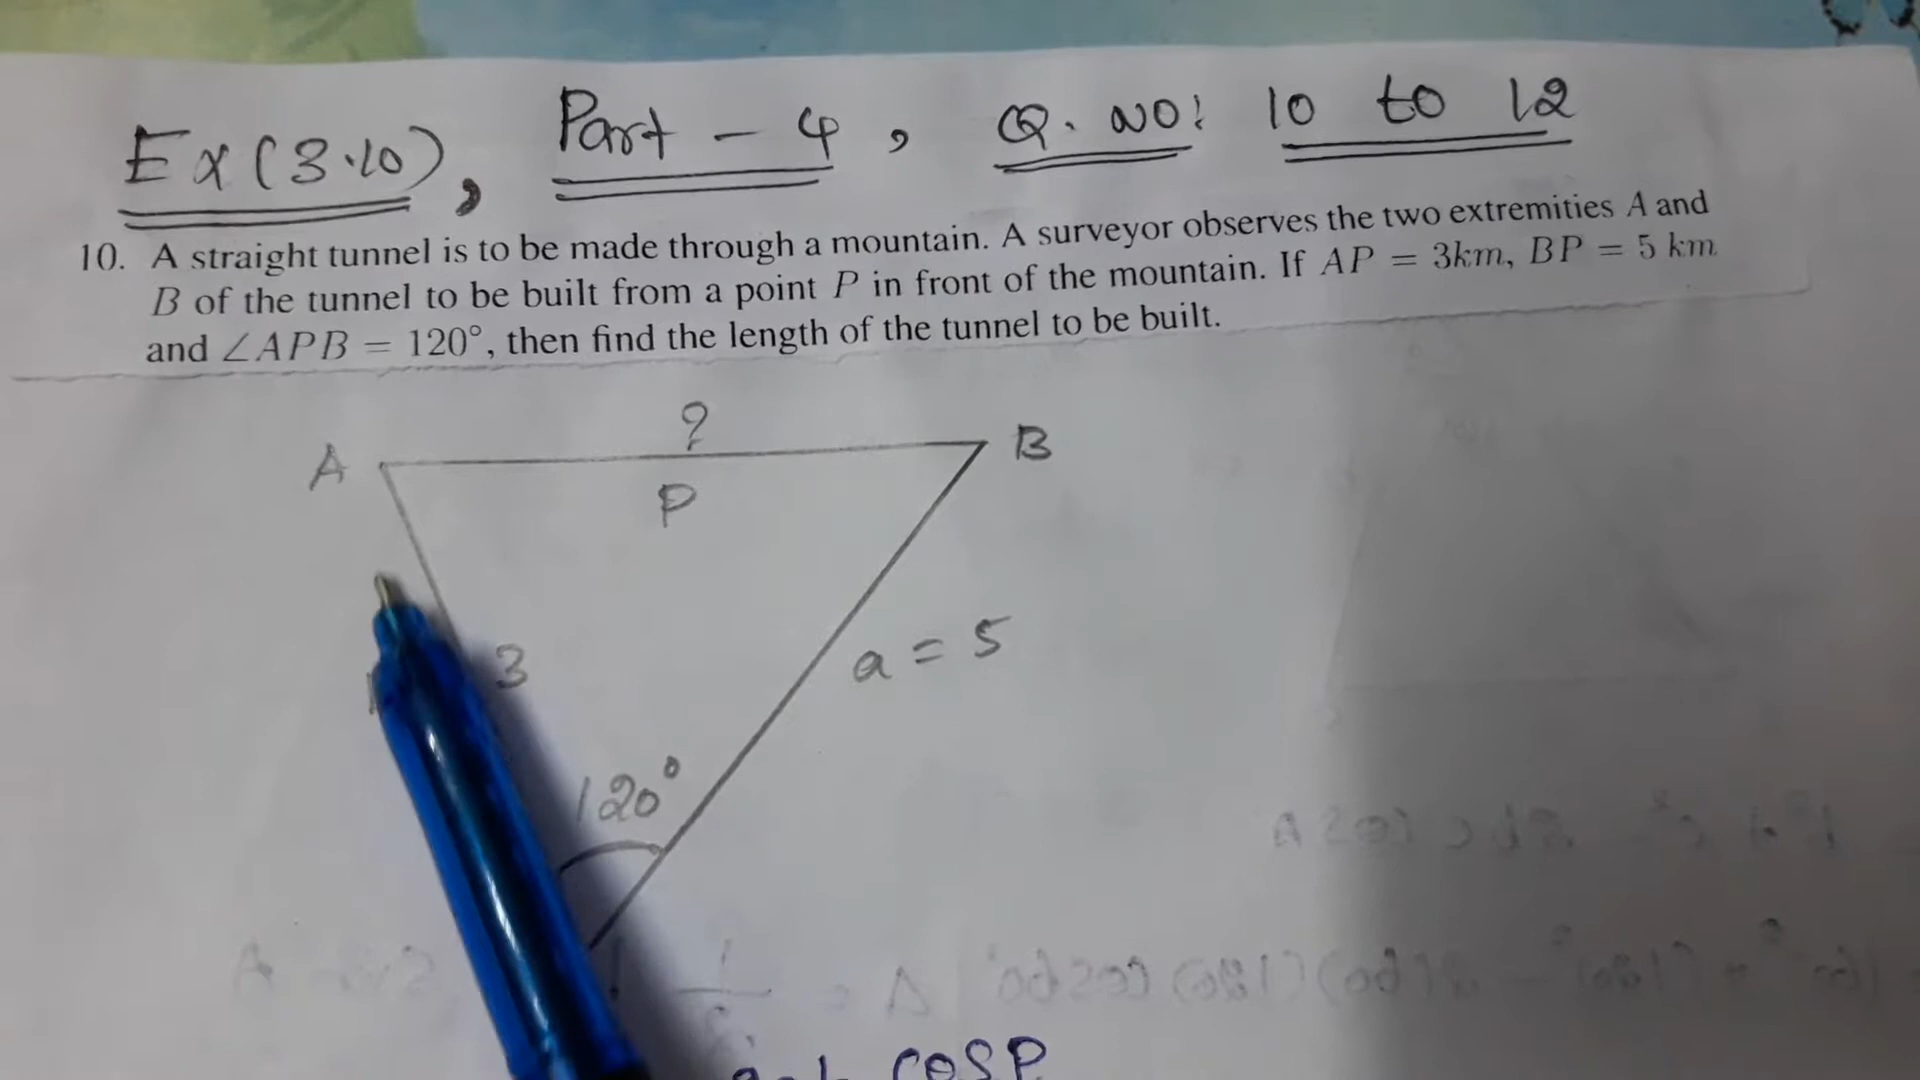 Ex(3.10), Part - 4, Q. NO: 10 to 12
10. A straight tunnel is to be made through a mountain. A surveyor observes the two extremities A and
B of the tunnel to be built from a point P in front of the mountain. If AP = 3km, BP = 5 km
and ∠APB = 120°, then find the length of the tunnel to be built.
?
A B
P
3
a = 5
120°
cosP